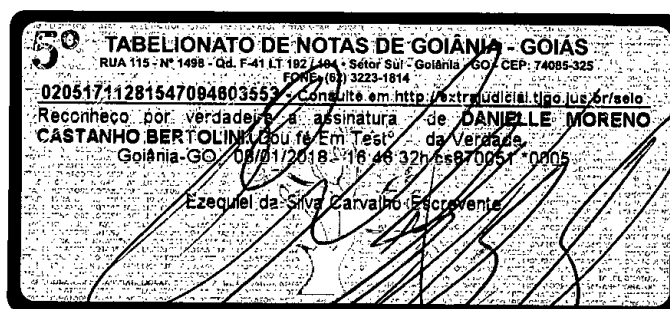 5º TABELIONATO DE NOTAS DE GOIÂNIA - GOIÁS
RUA 115 - Nº 1498 - Qd. F-41 LT 192 / 194 - Setor Sul - Goiânia / GO - CEP: 74085-325
FONE: (62) 3223-1814
02051711281547094603553 - Consulte em http://extrajudicial.tjgo.jus.br/selo
Reconheço por verdadeira a assinatura de DANIELLE MORENO
CASTANHO BERTOLINI. Dou fé Em Testº da Verdade
Goiânia-GO, 08/01/2018 - 16:46:32h *0005
Ezequiel da Silva Carvalho Escrevente